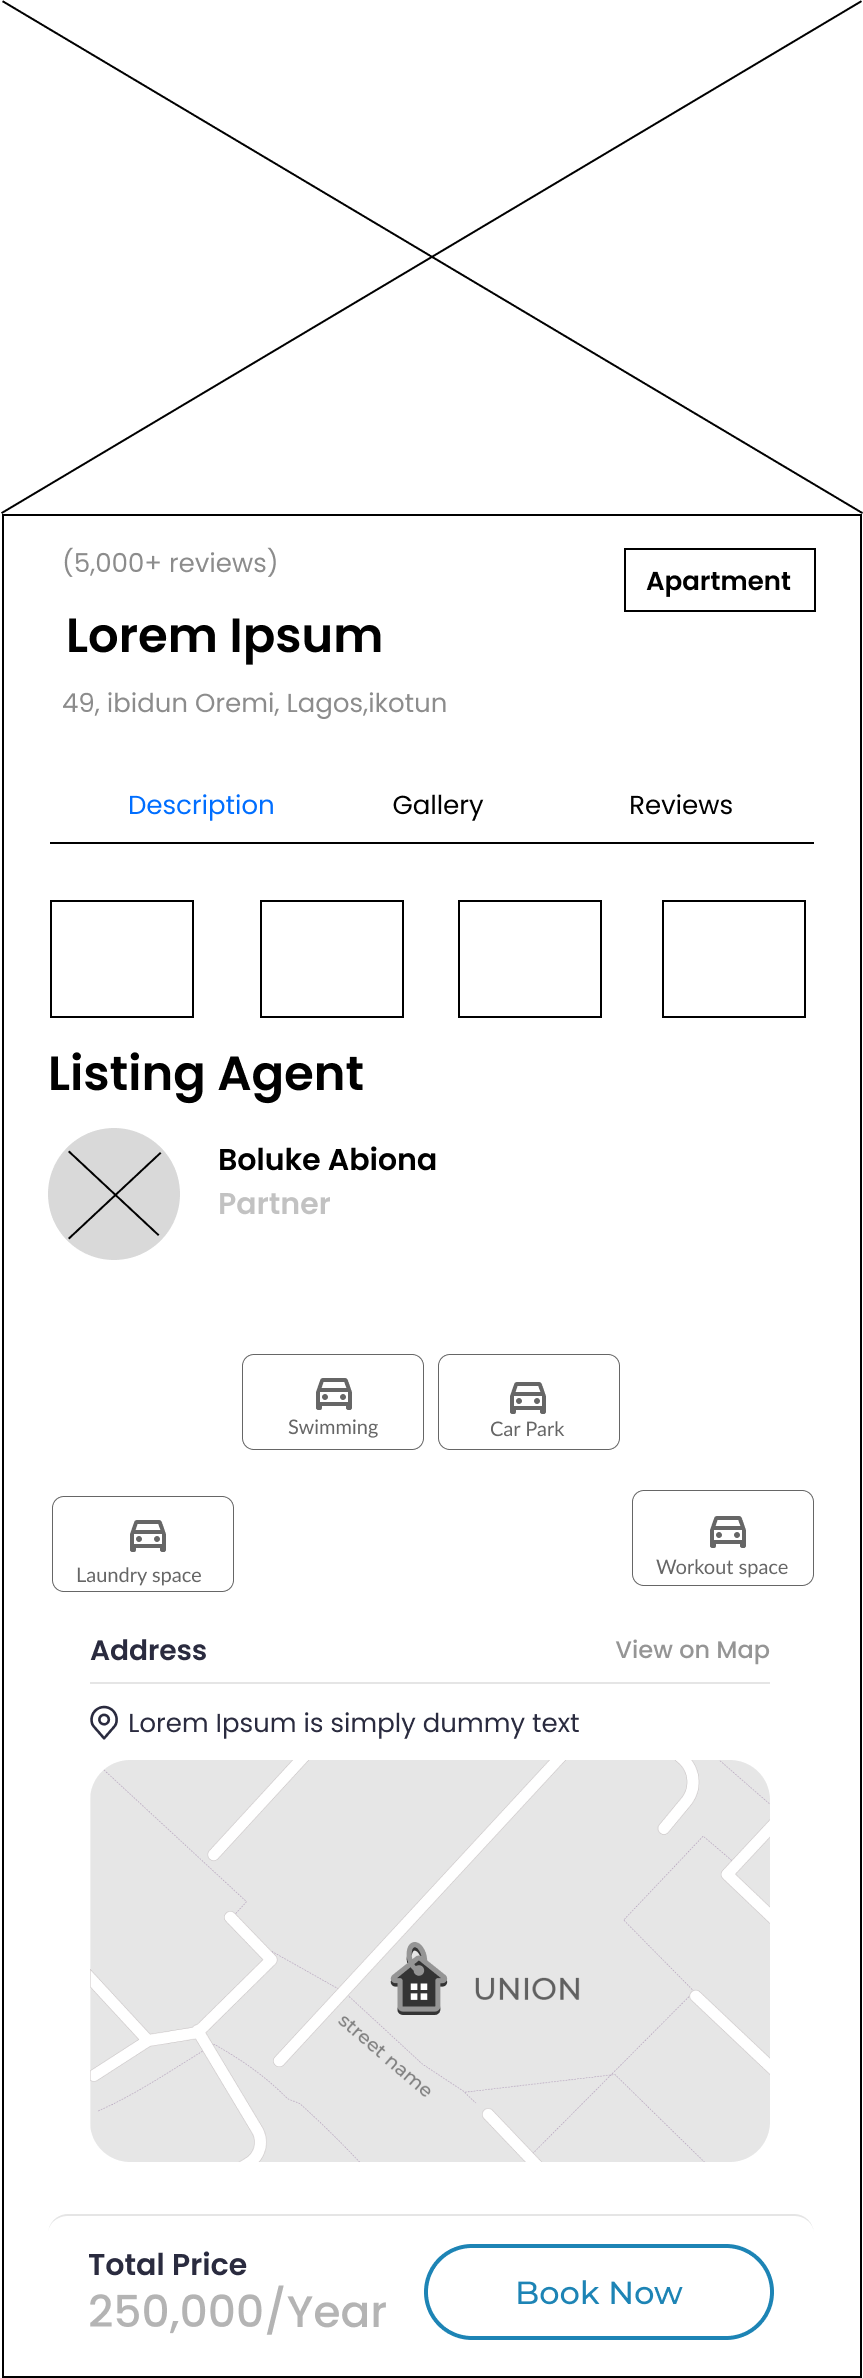 (5,000+ reviews)
Apartment
Lorem Ipsum
49, ibidun Oremi, Lagos,ikotun
Description Gallery Reviews
Listing Agent
Boluke Abiona
Partner
Swimming Car Park
Laundry space Workout space
Address View on Map
Lorem Ipsum is simply dummy text
UNION
street name
Total Price
250,000/Year
Book Now